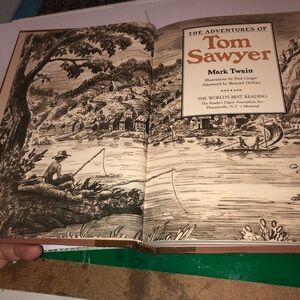 THE ADVENTURES OF
Tom
Sawyer
Mark Twain
Illustrations by Paul Geiger
Afterword by Bernard DeVoto
THE WORLD'S BEST READING
The Reader's Digest Association, Inc.
Pleasantville, N.Y. • Montreal